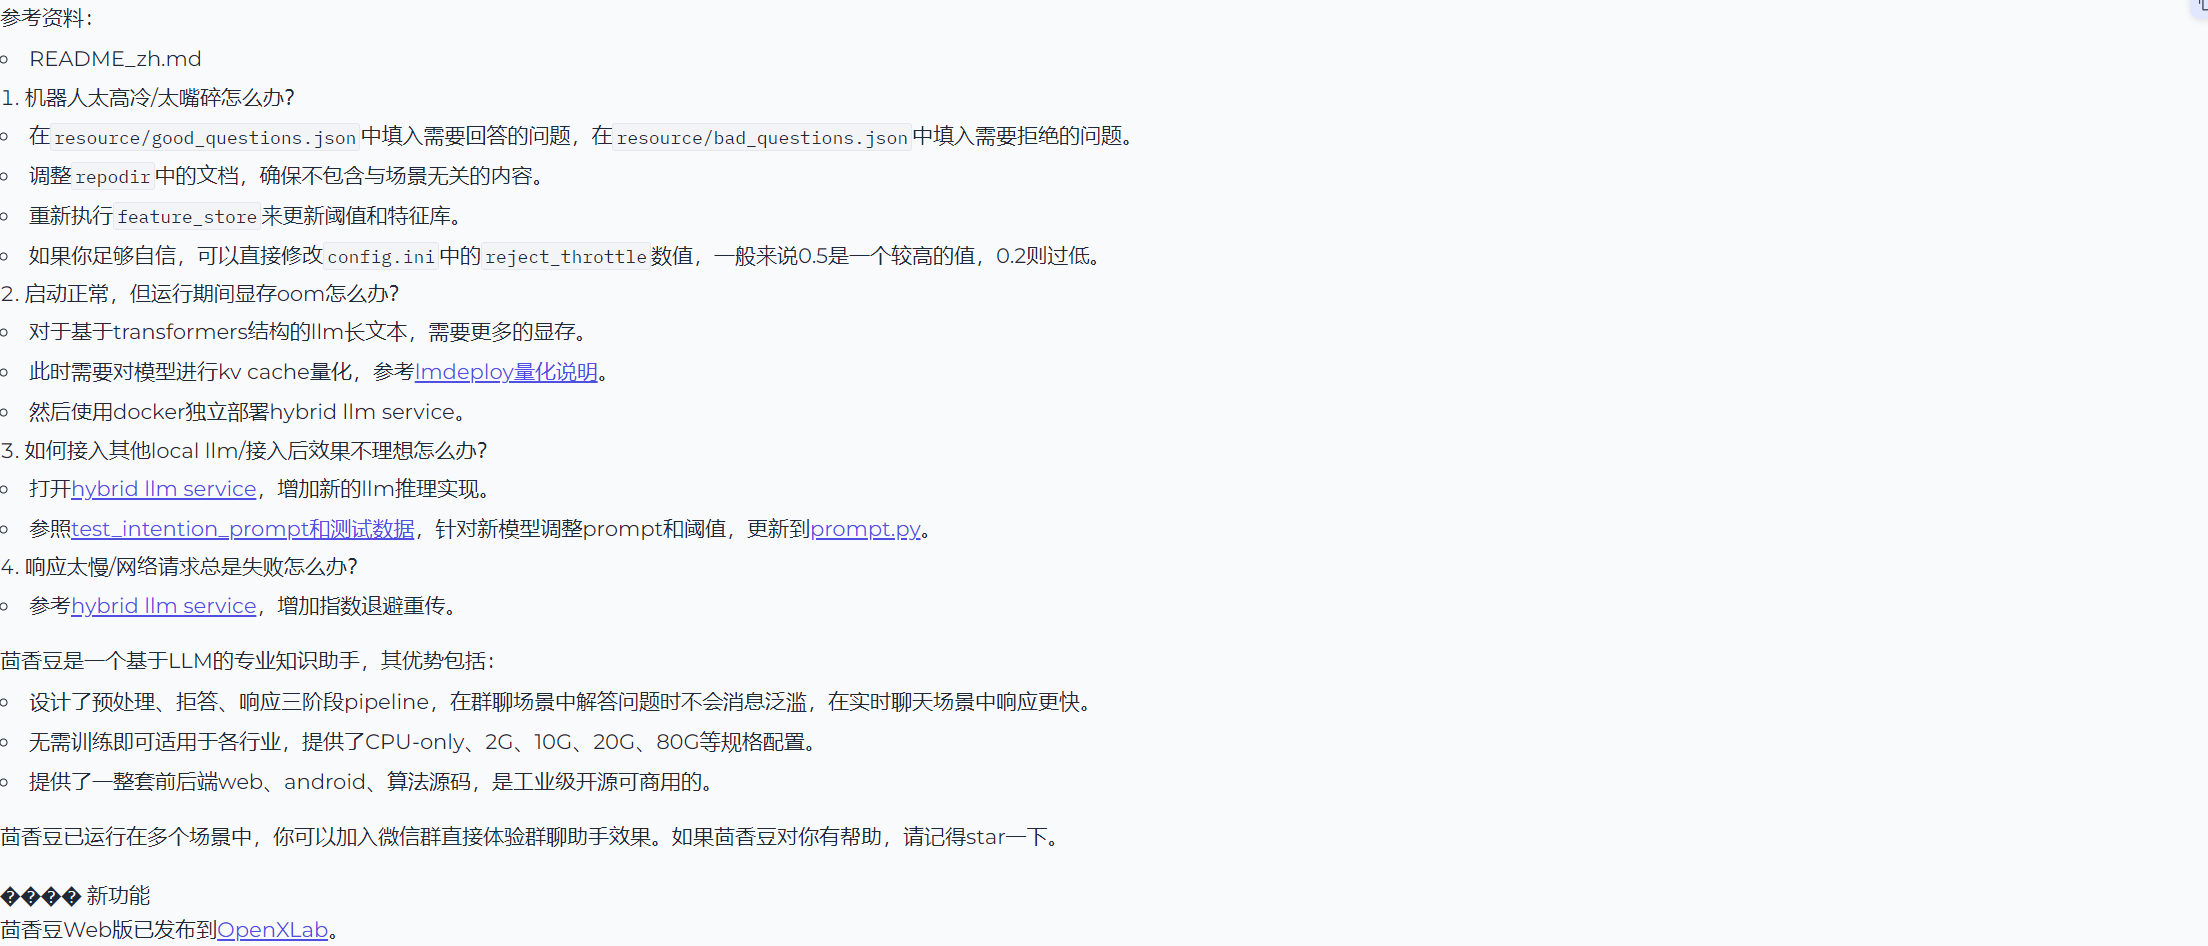 参考资料：
README_zh.md
1. 机器人太高冷/太嘴碎怎么办？
在resource/good_questions.json中填入需要回答的问题，在resource/bad_questions.json中填入需要拒绝的问题。
调整repodir中的文档，确保不包含与场景无关的内容。
重新执行feature_store来更新阈值和特征库。
如果你足够自信，可以直接修改config.ini中的reject_throttle数值，一般来说0.5是一个较高的值，0.2则过低。
2. 启动正常，但运行期间显存oom怎么办？
对于基于transformers结构的llm长文本，需要更多的显存。
此时需要对模型进行kv cache量化，参考lmdeploy量化说明。
然后使用docker独立部署hybrid llm service。
3. 如何接入其他local llm/接入后效果不理想怎么办？
打开hybrid llm service，增加新的llm推理实现。
参照test_intention_prompt和测试数据，针对新模型调整prompt和阈值，更新到prompt.py。
4. 响应太慢/网络请求总是失败怎么办？
参考hybrid llm service，增加指数退避重传。
茴香豆是一个基于LLM的专业知识助手，其优势包括：
设计了预处理、拒答、响应三阶段pipeline，在群聊场景中解答问题时不会消息泛滥，在实时聊天场景中响应更快。
无需训练即可适用于各行业，提供了CPU-only、2G、10G、20G、80G等规格配置。
提供了一整套前后端web、android、算法源码，是工业级开源可商用的。
茴香豆已运行在多个场景中，你可以加入微信群直接体验群聊助手效果。如果茴香豆对你有帮助，请记得star一下。
���� 新功能
茴香豆Web版已发布到OpenXLab。